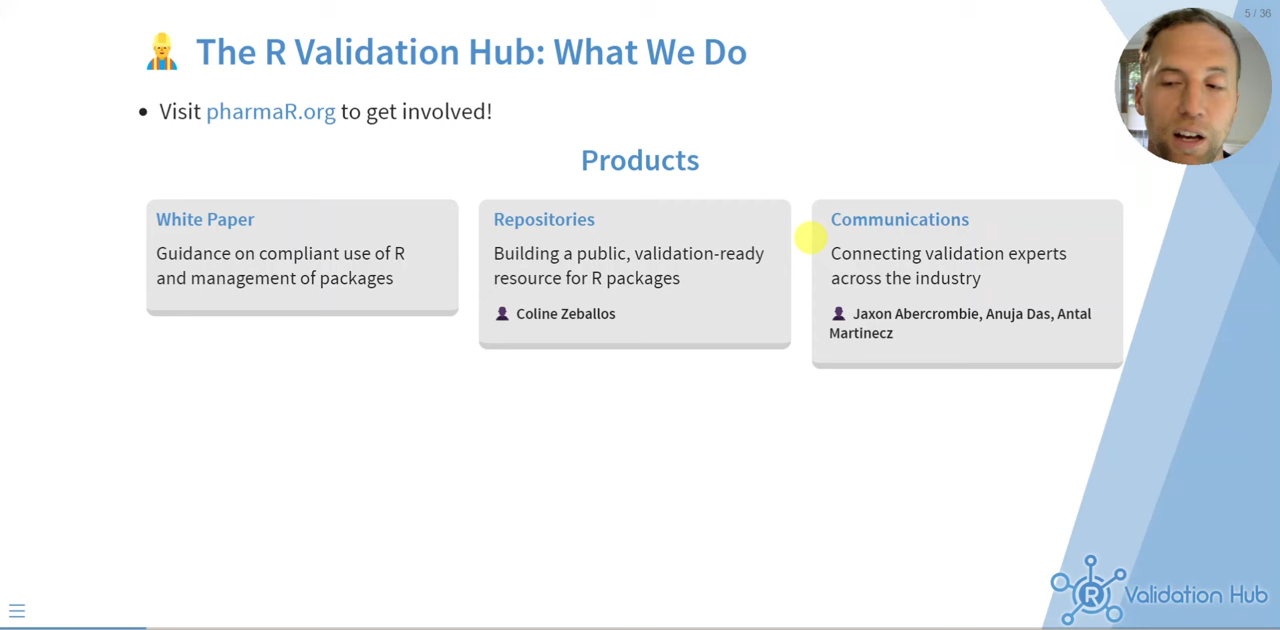 5 / 36
The R Validation Hub: What We Do
Visit pharmaR.org to get involved!
Products
White Paper
Guidance on compliant use of R
and management of packages
Repositories
Building a public, validation-ready
resource for R packages
Coline Zeballos
Communications
Connecting validation experts
across the industry
Jaxon Abercrombie, Anuja Das, Antal
Martinecz
R Validation Hub